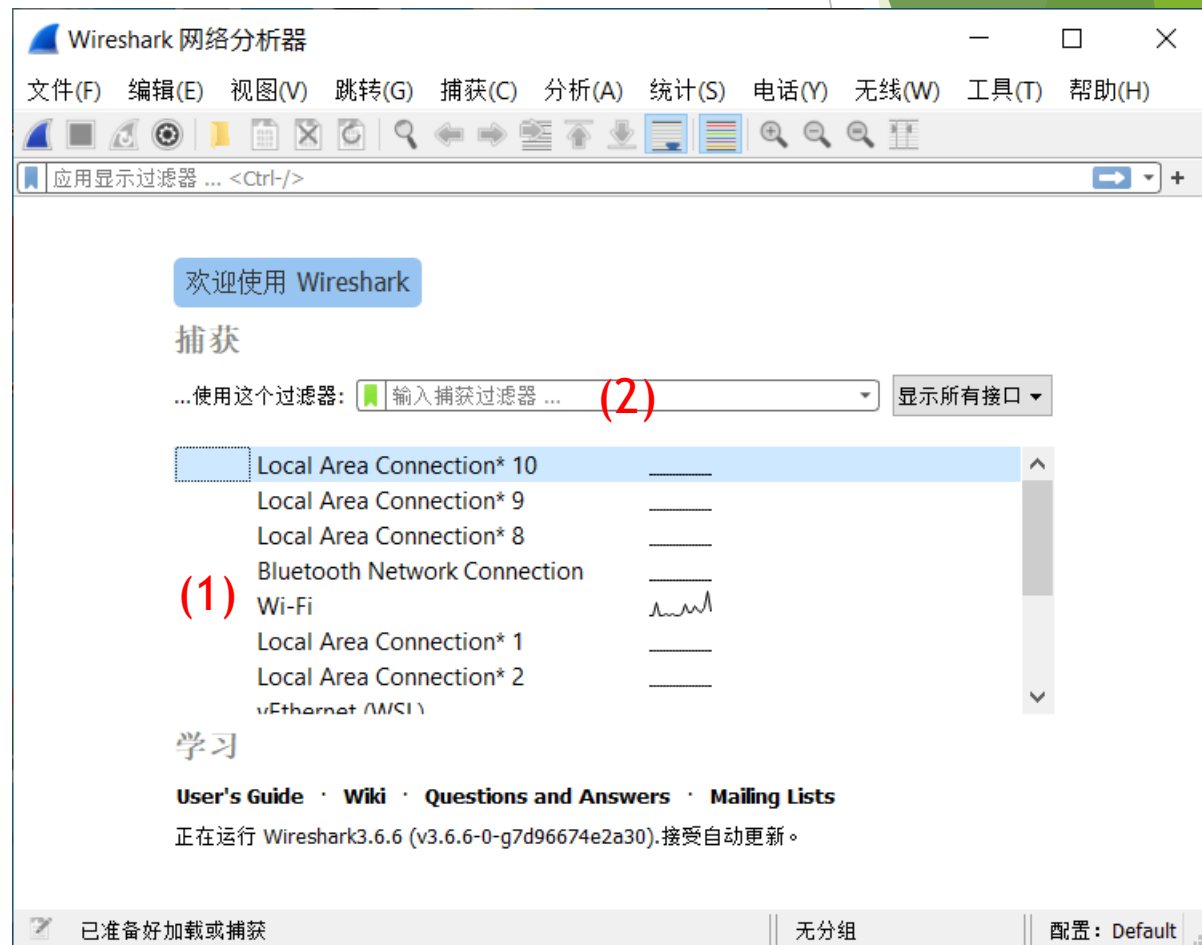 Wireshark 网络分析器
文件(F) 编辑(E) 视图(V) 跳转(G) 捕获(C) 分析(A) 统计(S) 电话(Y) 无线(W) 工具(T) 帮助(H)
应用显示过滤器 … <Ctrl-/>
+
欢迎使用 Wireshark
捕获
…使用这个过滤器: 输入捕获过滤器 … (2) 显示所有接口
Local Area Connection* 10
Local Area Connection* 9
Local Area Connection* 8
Bluetooth Network Connection
(1)
Wi-Fi
Local Area Connection* 1
Local Area Connection* 2
vEthernet (WSL)
学习
User's Guide · Wiki · Questions and Answers · Mailing Lists
正在运行 Wireshark3.6.6 (v3.6.6-0-g7d96674e2a30).接受自动更新。
已准备好加载或捕获 无分组 配置: Default